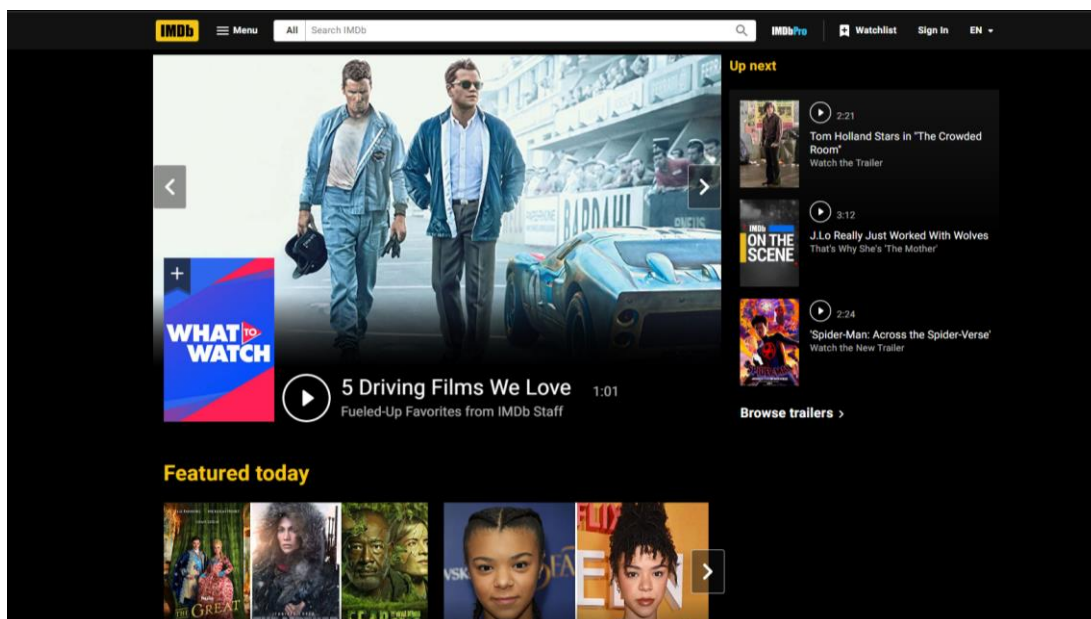 IMDb
Menu
All
Search IMDb
IMDbPro
Watchlist
Sign In
EN
BARDAHL
PNEUS
WHAT TO
WATCH
5 Driving Films We Love 1:01
Fueled-Up Favorites from IMDb Staff
Up next
2:21
Tom Holland Stars in "The Crowded
Room"
Watch the Trailer
IMDb
ON THE
SCENE
3:12
J.Lo Really Just Worked With Wolves
That's Why She's 'The Mother'
2:24
'Spider-Man: Across the Spider-Verse'
Watch the New Trailer
Browse trailers
Featured today
THE GREAT